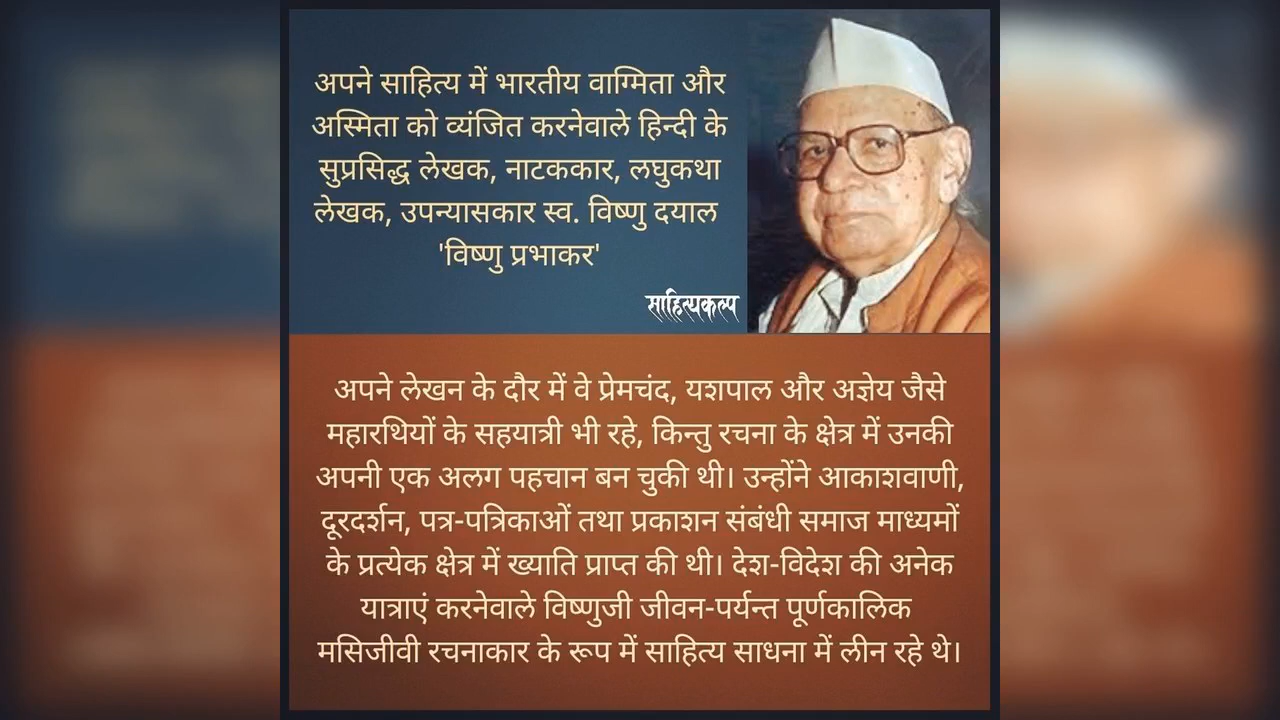 अपने साहित्य में भारतीय वाग्मिता और
अस्मिता को व्यंजित करनेवाले हिन्दी के
सुप्रसिद्ध लेखक, नाटककार, लघुकथा
लेखक, उपन्यासकार स्व. विष्णु दयाल
'विष्णु प्रभाकर'
साहित्यकल्प
अपने लेखन के दौर में वे प्रेमचंद, यशपाल और अज्ञेय जैसे
महारथियों के सहयात्री भी रहे, किन्तु रचना के क्षेत्र में उनकी
अपनी एक अलग पहचान बन चुकी थी। उन्होंने आकाशवाणी,
दूरदर्शन, पत्र-पत्रिकाओं तथा प्रकाशन संबंधी समाज माध्यमों
के प्रत्येक क्षेत्र में ख्याति प्राप्त की थी। देश-विदेश की अनेक
यात्राएं करनेवाले विष्णुजी जीवन-पर्यन्त पूर्णकालिक
मसिजीवी रचनाकार के रूप में साहित्य साधना में लीन रहे थे।